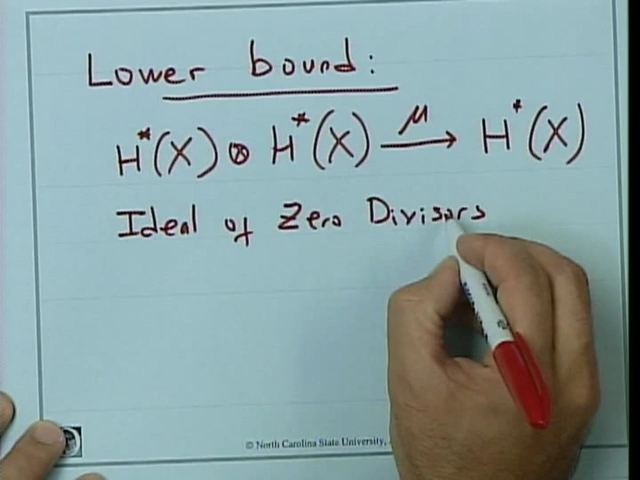 Lower bound:
H*(X) ⊗ H*(X) —μ→ H*(X)
Ideal of Zero Divisors
© North Carolina State University,